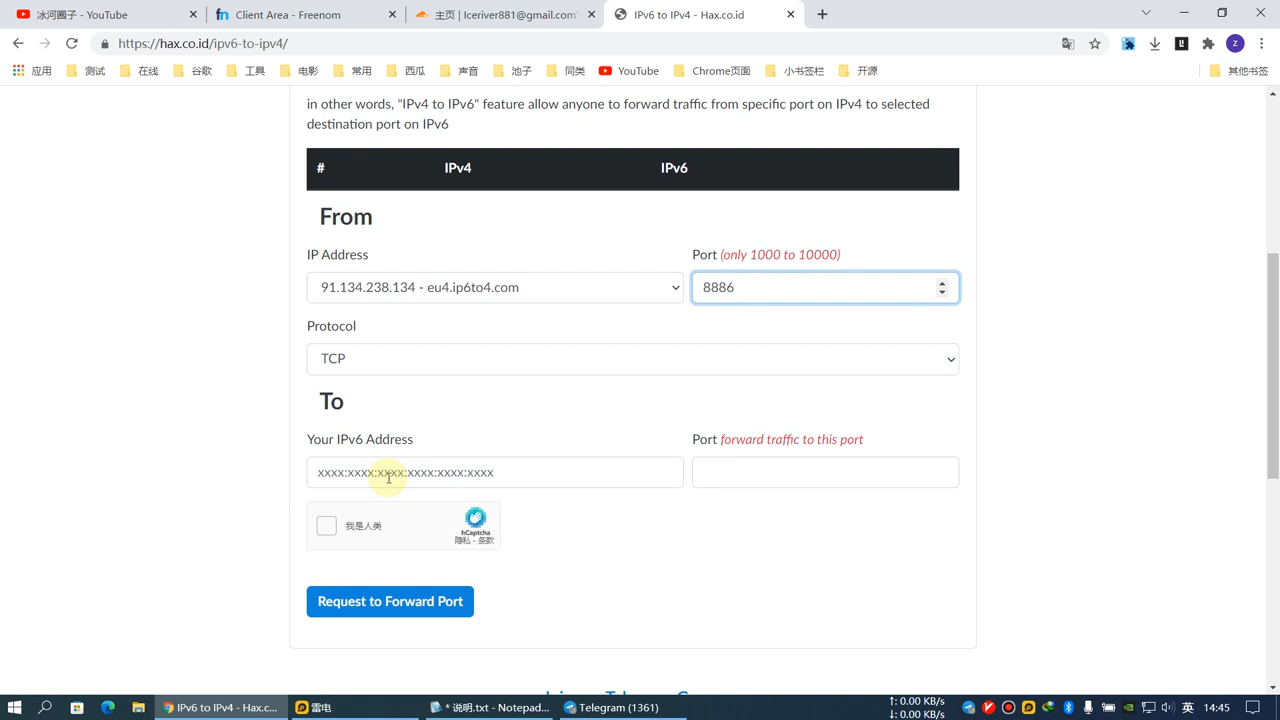 冰河圈子 - YouTube
Client Area - Freenom
主页 | Iceriver881@gmail.com'
IPv6 to IPv4 - Hax.co.id
https://hax.co.id/ipv6-to-ipv4/
Z
应用
测试
在线
谷歌
工具
电影
常用
西瓜
声音
池子
同类
YouTube
Chrome页面
小书签栏
开源
其他书签
in other words, "IPv4 to IPv6" feature allow anyone to forward traffic from specific port on IPv4 to selected
destination port on IPv6
# IPv4 IPv6
From
IP Address
Port (only 1000 to 10000)
91.134.238.134 - eu4.ip6to4.com
8886
Protocol
TCP
To
Your IPv6 Address
Port forward traffic to this port
xxxx:xxxx:xxxx:xxxx:xxxx:xxxx
我是人类
hCaptcha
隐私 - 条款
Request to Forward Port
IPv6 to IPv4 - Hax.c...
雷电
* 说明.txt - Notepad...
Telegram (1361)
↑: 0.00 KB/s
↓: 0.00 KB/s
英
14:45